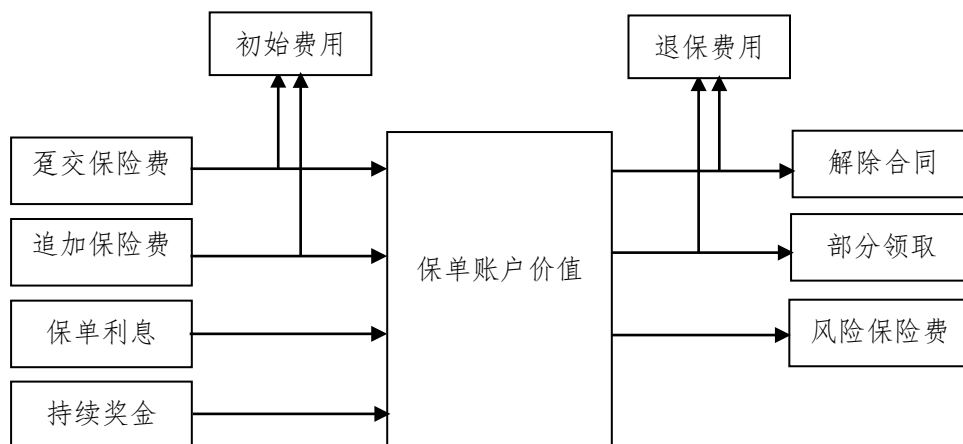 初始费用
退保费用
趸交保险费
解除合同
追加保险费
部分领取
保单账户价值
保单利息
风险保险费
持续奖金